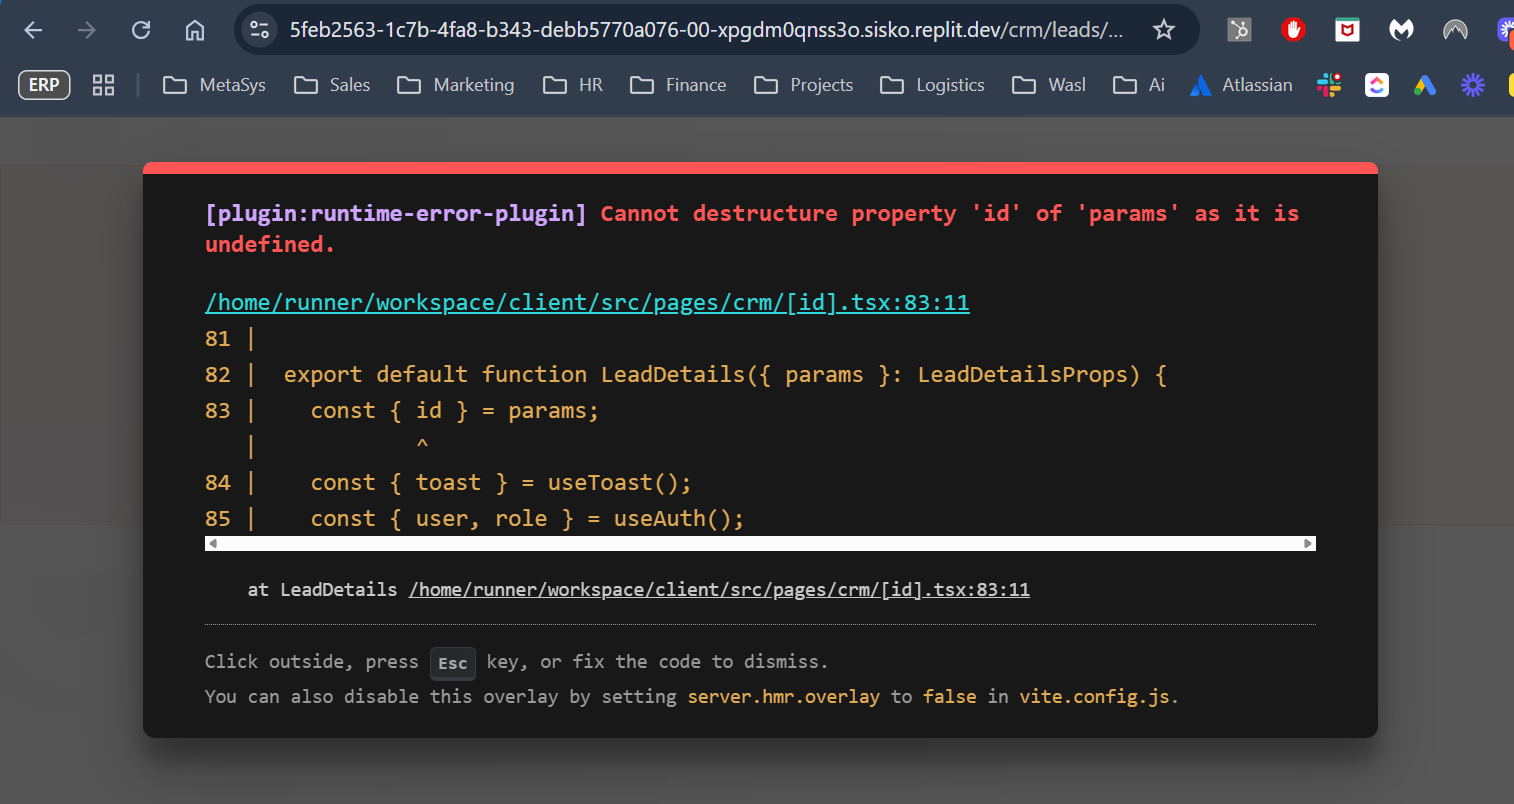 5feb2563-1c7b-4fa8-b343-debb5770a076-00-xpgdm0qnss3o.sisko.replit.dev/crm/leads/...
ERP MetaSys Sales Marketing HR Finance Projects Logistics Wasl Ai Atlassian
[plugin:runtime-error-plugin] Cannot destructure property 'id' of 'params' as it is
undefined.
/home/runner/workspace/client/src/pages/crm/[id].tsx:83:11
81 |
82 |  export default function LeadDetails({ params }: LeadDetailsProps) {
83 |    const { id } = params;
   |            ^
84 |    const { toast } = useToast();
85 |    const { user, role } = useAuth();
at LeadDetails /home/runner/workspace/client/src/pages/crm/[id].tsx:83:11
Click outside, press Esc key, or fix the code to dismiss.
You can also disable this overlay by setting server.hmr.overlay to false in vite.config.js.